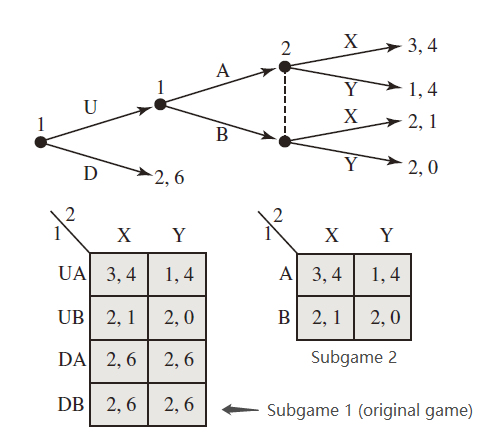 2 X 3, 4
A
1 Y 1, 4
U X 2, 1
1 B
D 2, 6 Y 2, 0
2 2
1 X Y 1 X Y
UA 3, 4 1, 4 A 3, 4 1, 4
UB 2, 1 2, 0 B 2, 1 2, 0
DA 2, 6 2, 6 Subgame 2
DB 2, 6 2, 6 Subgame 1 (original game)